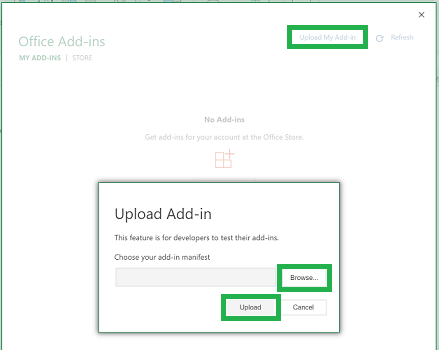 Office Add-ins
Upload My Add-in
Refresh
MY ADD-INS | STORE
No Add-ins
Get add-ins for your account at the Office Store.
Upload Add-in
This feature is for developers to test their add-ins.
Choose your add-in manifest
Browse...
Upload
Cancel